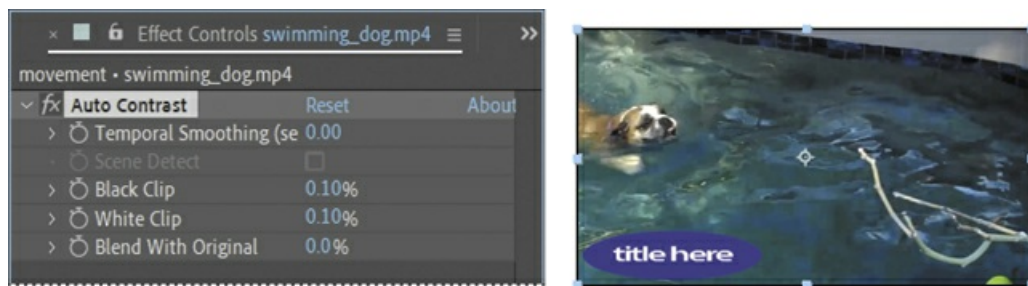 Effect Controls swimming_dog.mp4
movement • swimming_dog.mp4
fx Auto Contrast Reset About
Temporal Smoothing (se 0.00
Scene Detect
Black Clip 0.10%
White Clip 0.10%
Blend With Original 0.0%
title here